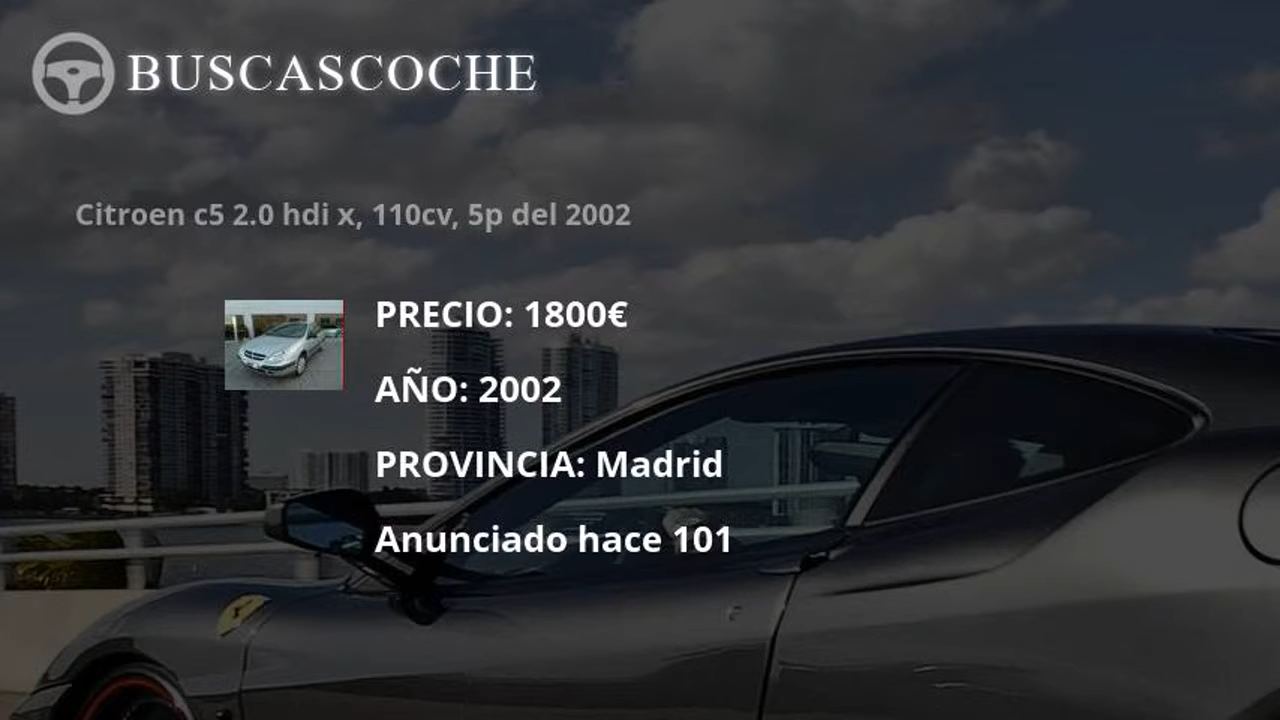 BUSCASCOCHE
Citroen c5 2.0 hdi x, 110cv, 5p del 2002
PRECIO: 1800€
AÑO: 2002
PROVINCIA: Madrid
Anunciado hace 101